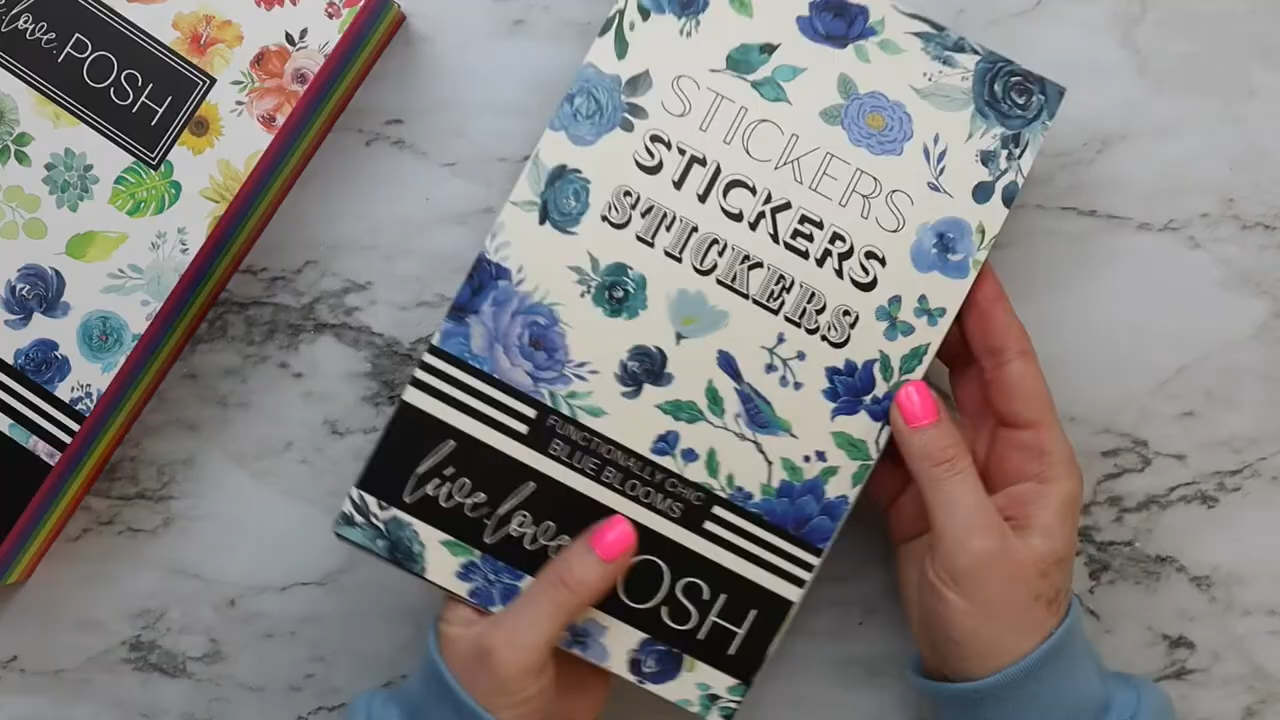 love. POSH
STICKERS
STICKERS
STICKERS
FUNCTIONALLY CHIC
BLUE BLOOMS
live. love. POSH